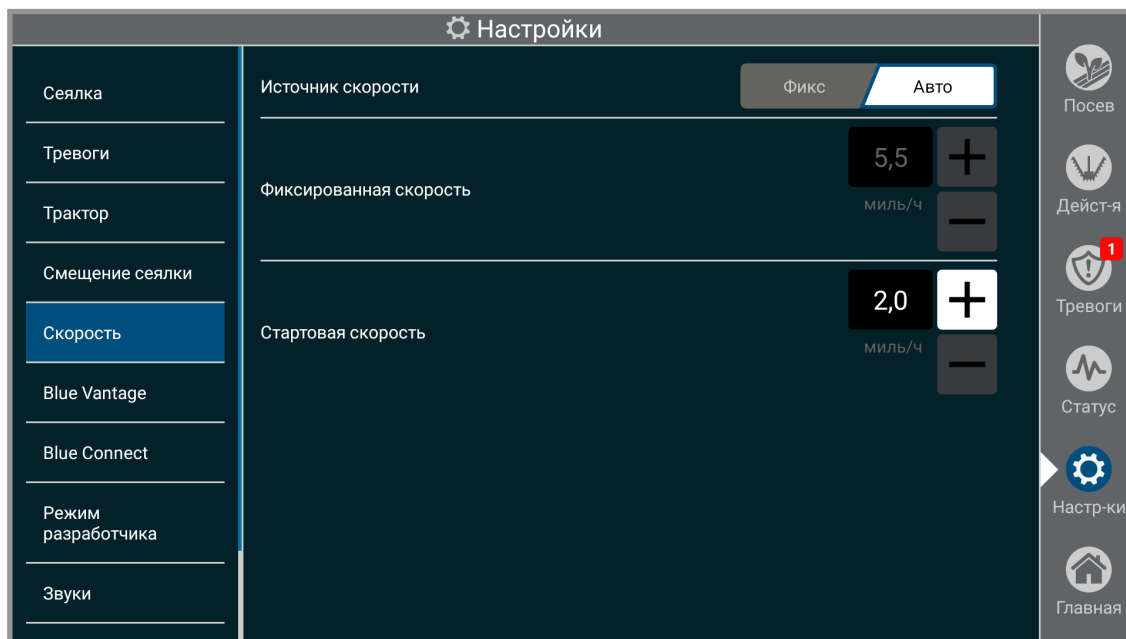 Настройки
Сеялка
Тревоги
Трактор
Смещение сеялки
Скорость
Blue Vantage
Blue Connect
Режим
разработчика
Звуки
Источник скорости
Фикс
Авто
Фиксированная скорость
5,5
миль/ч
Стартовая скорость
2,0
миль/ч
Посев
Дейст-я
1
Тревоги
Статус
Настр-ки
Главная